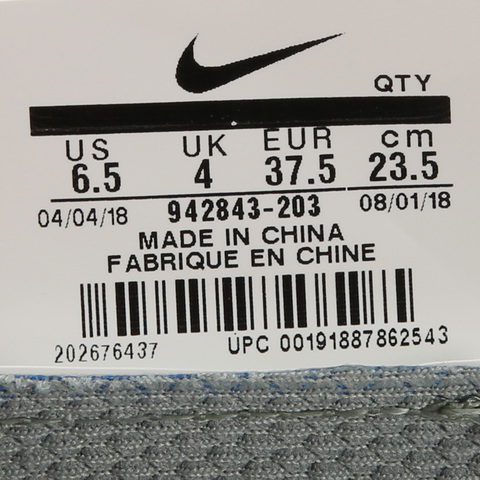 QTY
US UK EUR cm
6.5 4 37.5 23.5
04/04/18 942843-203 08/01/18
MADE IN CHINA
FABRIQUE EN CHINE
202676437 UPC 00191887862543